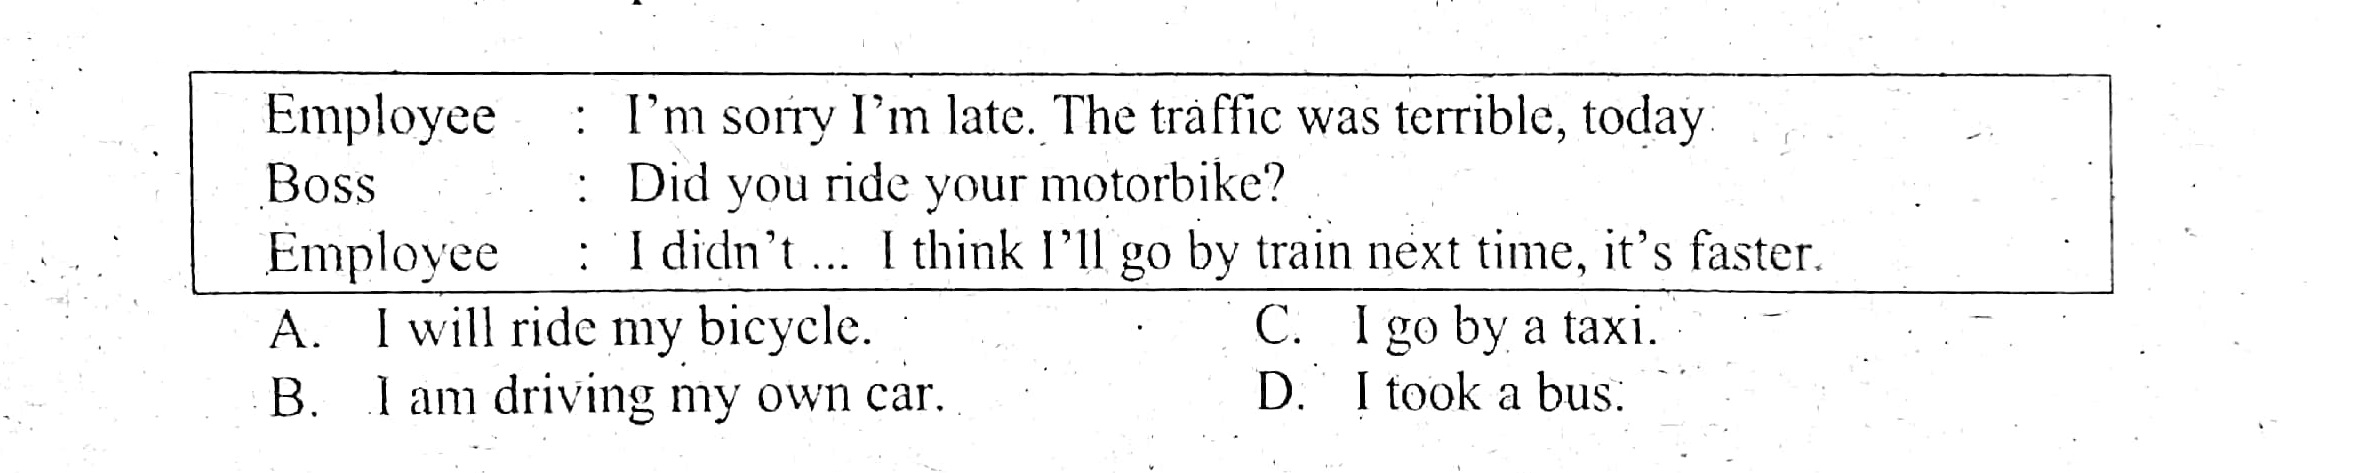 Employee : I'm sorry I'm late. The traffic was terrible, today.
Boss : Did you ride your motorbike?
Employee : I didn't ... I think I'll go by train next time, it's faster.
A. I will ride my bicycle. C. I go by a taxi.
B. I am driving my own car. D. I took a bus.